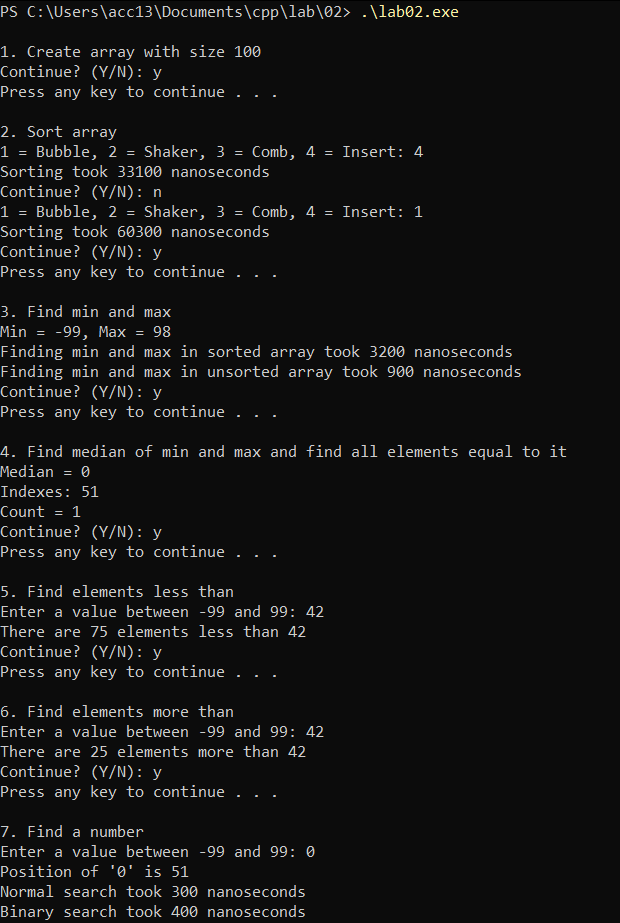 PS C:\Users\acc13\Documents\cpp\lab\02> .\lab02.exe
1. Create array with size 100
Continue? (Y/N): y
Press any key to continue . . .
2. Sort array
1 = Bubble, 2 = Shaker, 3 = Comb, 4 = Insert: 4
Sorting took 33100 nanoseconds
Continue? (Y/N): n
1 = Bubble, 2 = Shaker, 3 = Comb, 4 = Insert: 1
Sorting took 60300 nanoseconds
Continue? (Y/N): y
Press any key to continue . . .
3. Find min and max
Min = -99, Max = 98
Finding min and max in sorted array took 3200 nanoseconds
Finding min and max in unsorted array took 900 nanoseconds
Continue? (Y/N): y
Press any key to continue . . .
4. Find median of min and max and find all elements equal to it
Median = 0
Indexes: 51
Count = 1
Continue? (Y/N): y
Press any key to continue . . .
5. Find elements less than
Enter a value between -99 and 99: 42
There are 75 elements less than 42
Continue? (Y/N): y
Press any key to continue . . .
6. Find elements more than
Enter a value between -99 and 99: 42
There are 25 elements more than 42
Continue? (Y/N): y
Press any key to continue . . .
7. Find a number
Enter a value between -99 and 99: 0
Position of '0' is 51
Normal search took 300 nanoseconds
Binary search took 400 nanoseconds